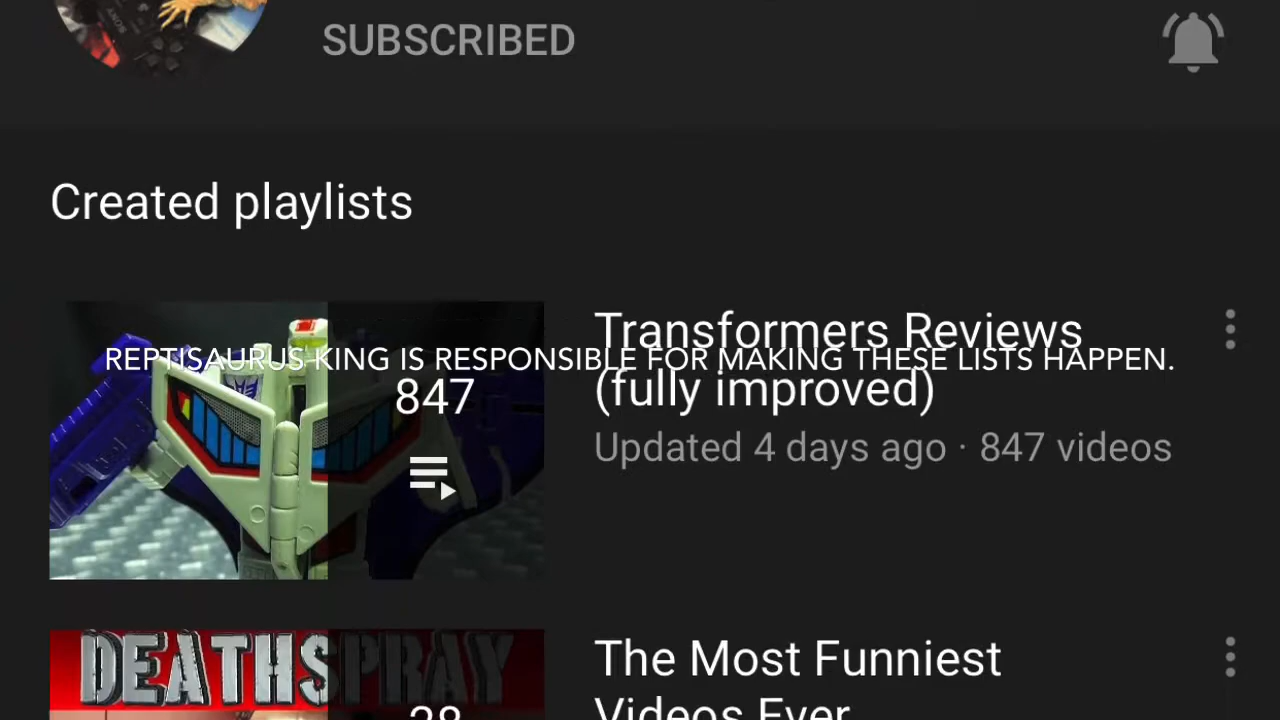 SUBSCRIBED
Created playlists
Transformers Reviews
REPTISAURUS KING IS RESPONSIBLE FOR MAKING THESE LISTS HAPPEN.
847
(fully improved)
Updated 4 days ago · 847 videos
DEATHSPRAY
The Most Funniest
28
Videos Ever